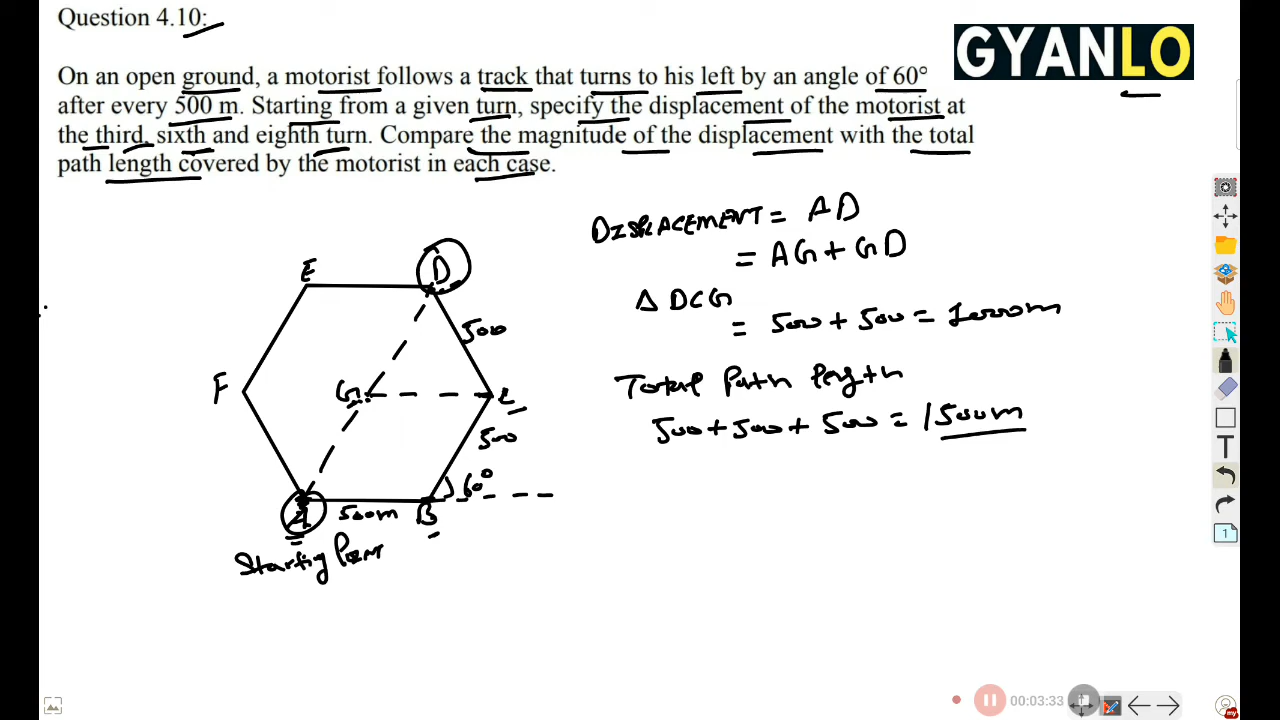 Question 4.10:
GYANLO
On an open ground, a motorist follows a track that turns to his left by an angle of 60°
after every 500 m. Starting from a given turn, specify the displacement of the motorist at
the third, sixth and eighth turn. Compare the magnitude of the displacement with the total
path length covered by the motorist in each case.
DISPLACEMENT = AD
= AG + GD
Δ DCG
= 500 + 500 = 1000m
Total Path length
500 + 500 + 500 = 1500m
E
D
500
F
G
C
500
60°
A
500m
B
Starting Point
T
1
00:03:33